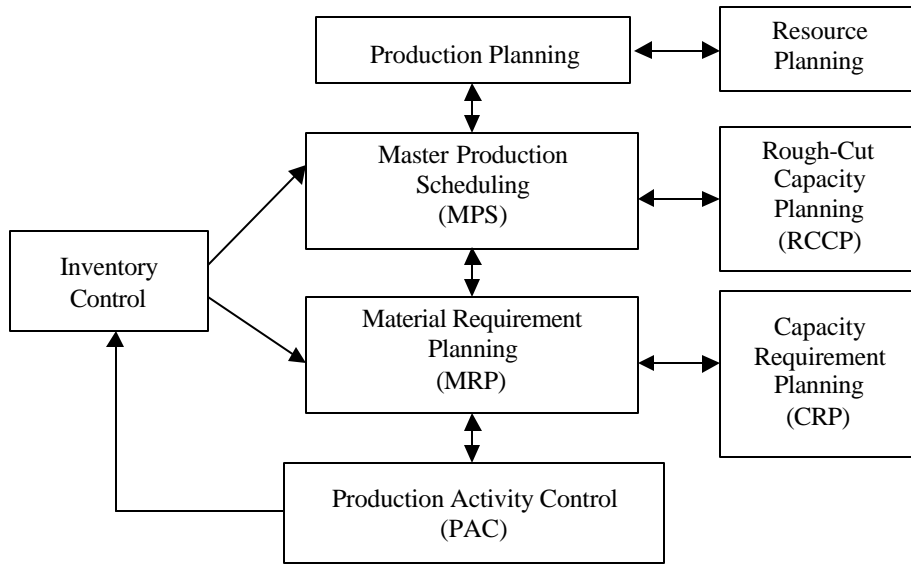 Production Planning
Resource
Planning
Master Production
Scheduling
(MPS)
Rough-Cut
Capacity
Planning
(RCCP)
Inventory
Control
Material Requirement
Planning
(MRP)
Capacity
Requirement
Planning
(CRP)
Production Activity Control
(PAC)